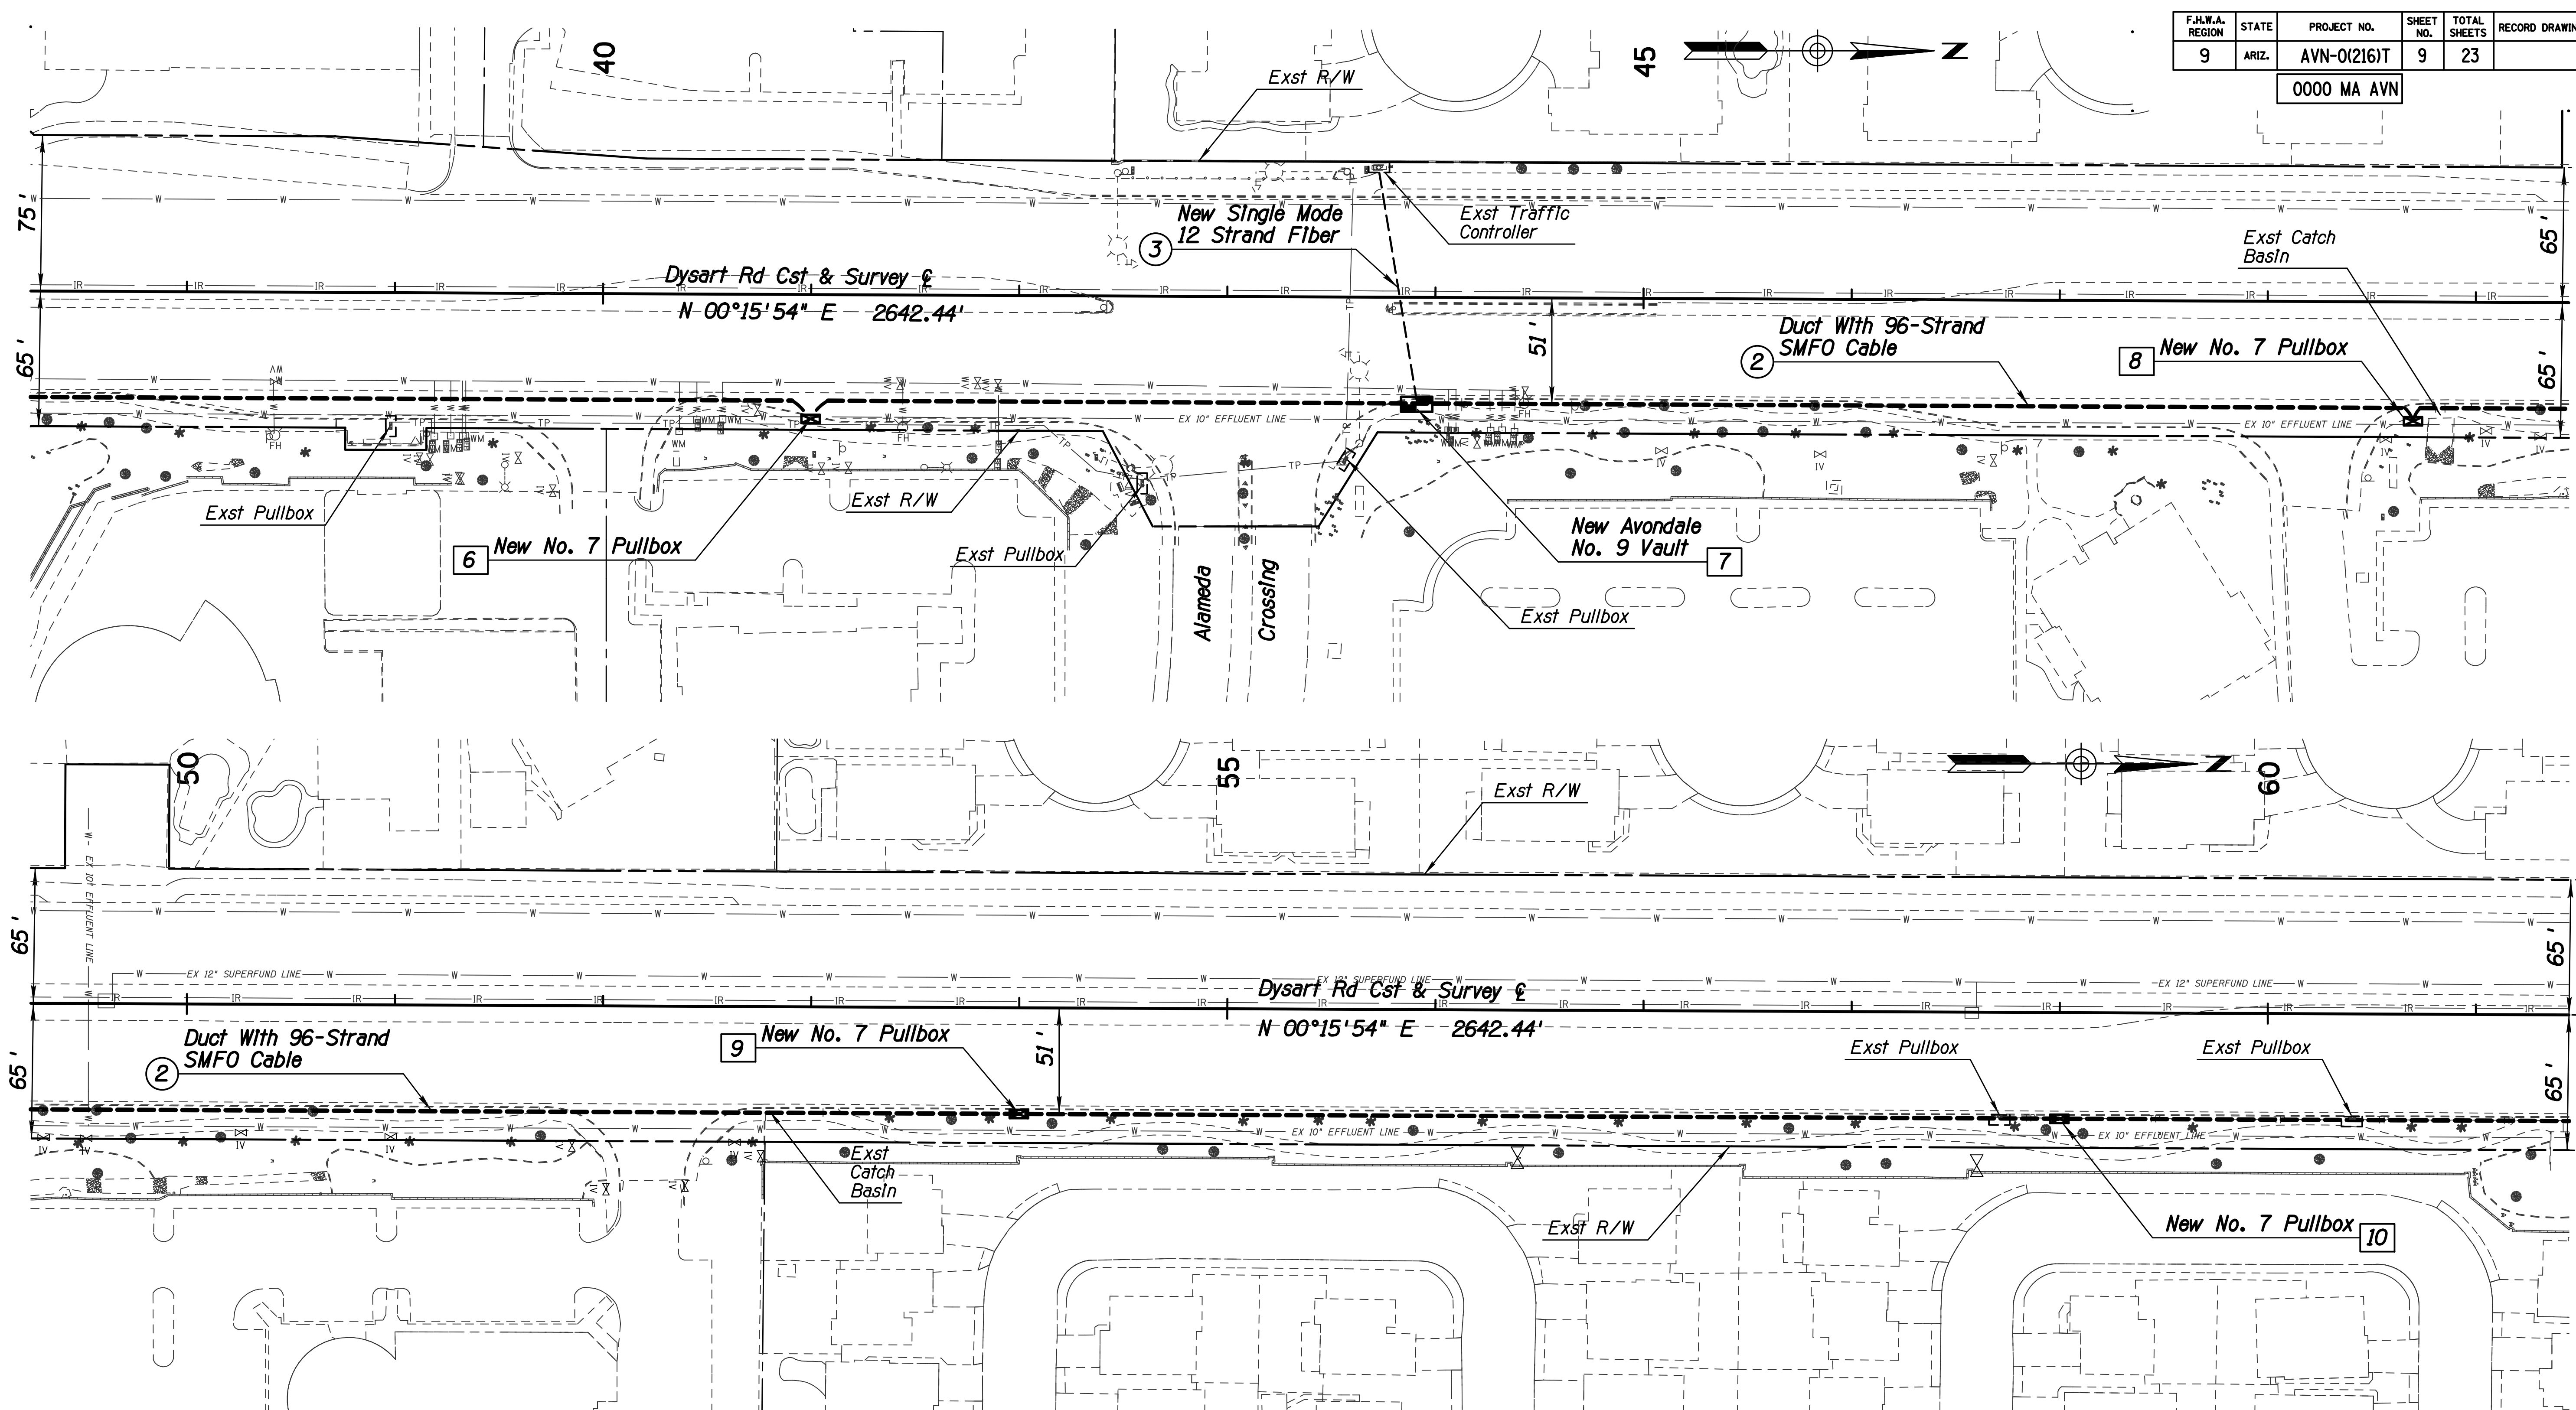 F.H.W.A. REGION STATE PROJECT NO. SHEET NO. TOTAL SHEETS RECORD DRAWIN
9 ARIZ. AVN-0(216)T 9 23
0000 MA AVN
40
45
N
Exst R/W
75'
65'
New Single Mode
12 Strand Fiber
3
Exst Traffic
Controller
Exst Catch
Basin
Dysart Rd Cst & Survey ℄
N 00°15'54" E 2642.44'
65'
51'
Duct With 96-Strand
SMFO Cable
2
8
New No. 7 Pullbox
65'
EX 10" EFFLUENT LINE
EX 10" EFFLUENT LINE
Exst Pullbox
Exst R/W
6
New No. 7 Pullbox
Exst Pullbox
New Avondale
No. 9 Vault
7
Alameda
Crossing
Exst Pullbox
50
55
60
N
Exst R/W
65'
65'
EX 10" EFFLUENT LINE
EX 12" SUPERFUND LINE
EX 12" SUPERFUND LINE
EX 12" SUPERFUND LINE
Dysart Rd Cst & Survey ℄
N 00°15'54" E 2642.44'
Duct With 96-Strand
SMFO Cable
2
9
New No. 7 Pullbox
51'
65'
65'
Exst Pullbox
Exst Pullbox
EX 10" EFFLUENT LINE
EX 10" EFFLUENT LINE
Exst
Catch
Basin
Exst R/W
New No. 7 Pullbox
10